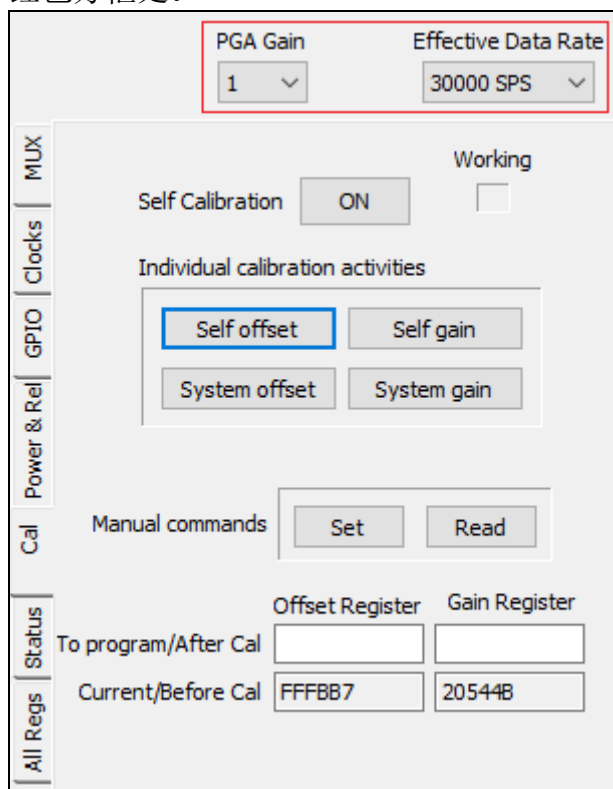 PGA Gain Effective Data Rate
1 30000 SPS
MUX
Clocks
GPIO
Power & Rel
Cal
Status
All Regs
Working
Self Calibration ON
Individual calibration activities
Self offset Self gain
System offset System gain
Manual commands Set Read
Offset Register Gain Register
To program/After Cal
Current/Before Cal FFFBB7 20544B